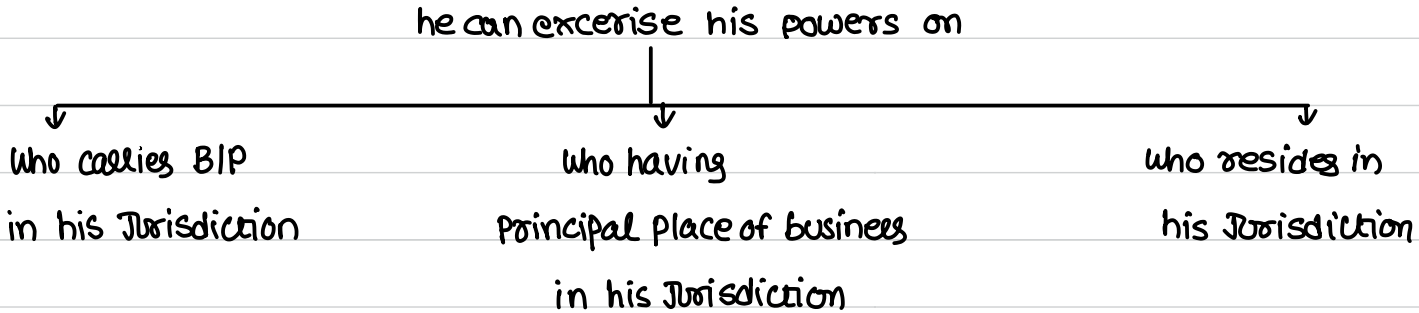 he can excerise his powers on
who carries B/P
in his Jurisdiction
who having
principal place of business
in his Jurisdiction
who resides in
his Jurisdiction